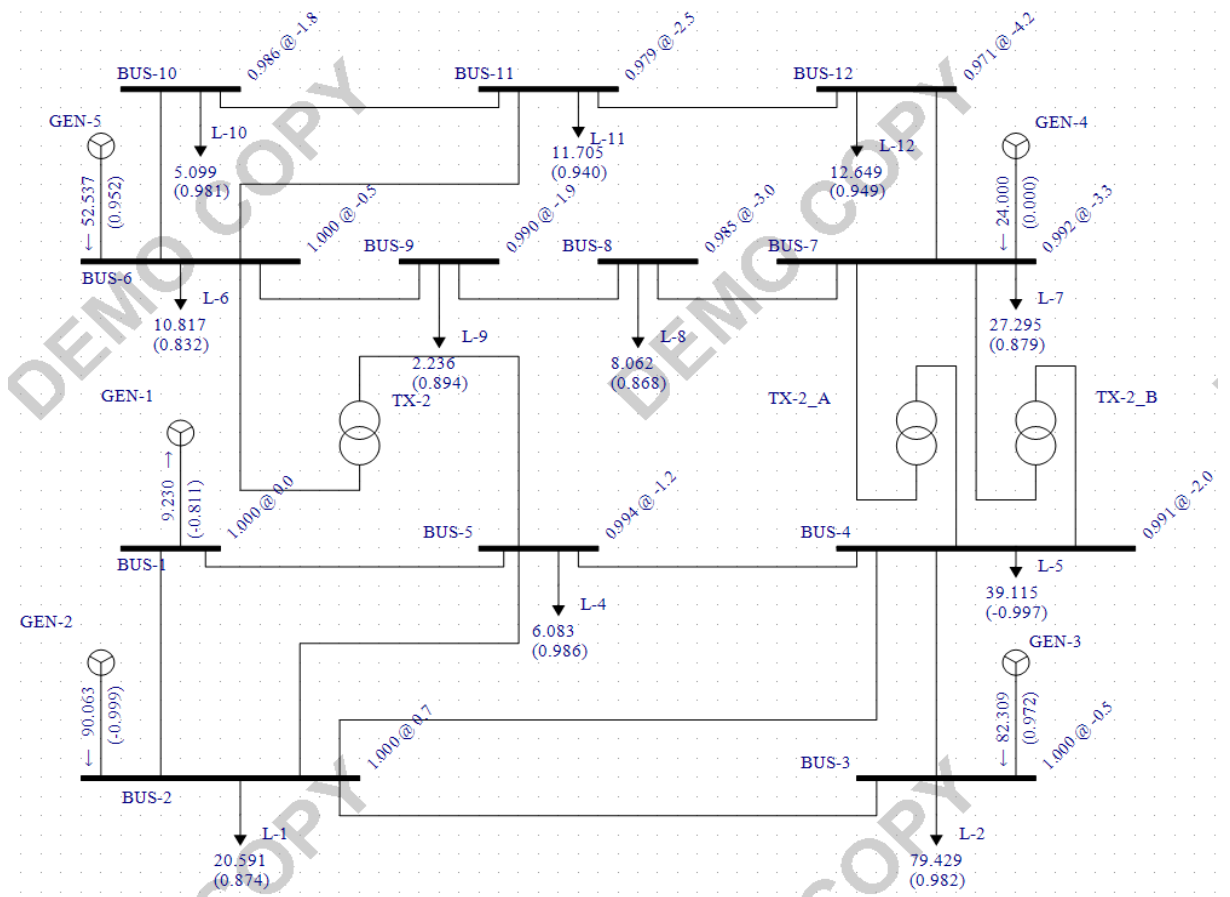 0.986 @ -1.8
0.979 @ -2.5
0.971 @ -4.2
BUS-10
BUS-11
BUS-12
GEN-5
L-10
L-11
L-12
GEN-4
5.099
(0.981)
11.705
(0.940)
12.649
(0.949)
← 52.537
(0.952)
← 24.000
(0.000)
1.000 @ -0.5
0.990 @ -1.9
0.985 @ -3.0
0.992 @ -3.3
BUS-6
BUS-9
BUS-8
BUS-7
L-6
L-9
L-8
L-7
10.817
(0.832)
2.236
(0.894)
8.062
(0.868)
27.295
(0.879)
GEN-1
TX-2
TX-2_A
TX-2_B
9.230 →
(-0.811)
1.000 @ 0.0
0.994 @ -1.2
0.991 @ -2.0
BUS-1
BUS-5
BUS-4
L-4
L-5
6.083
(0.986)
39.115
(-0.997)
GEN-2
GEN-3
← 90.063
(-0.999)
← 82.309
(0.972)
1.000 @ 0.7
1.000 @ -0.5
BUS-2
BUS-3
L-1
L-2
20.591
(0.874)
79.429
(0.982)
DEMO COPY
DEMO COPY
COPY
COPY